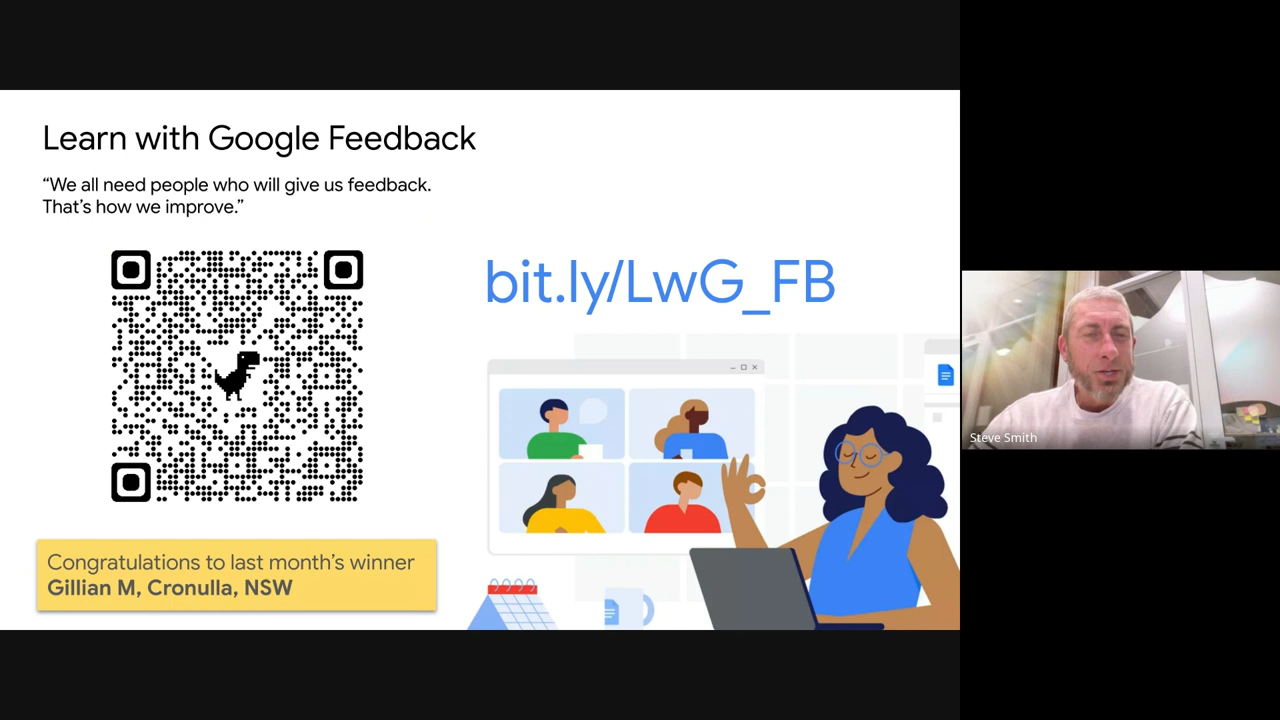 Learn with Google Feedback
“We all need people who will give us feedback.
That’s how we improve.”
bit.ly/LwG_FB
Congratulations to last month’s winner
Gillian M, Cronulla, NSW
Steve Smith